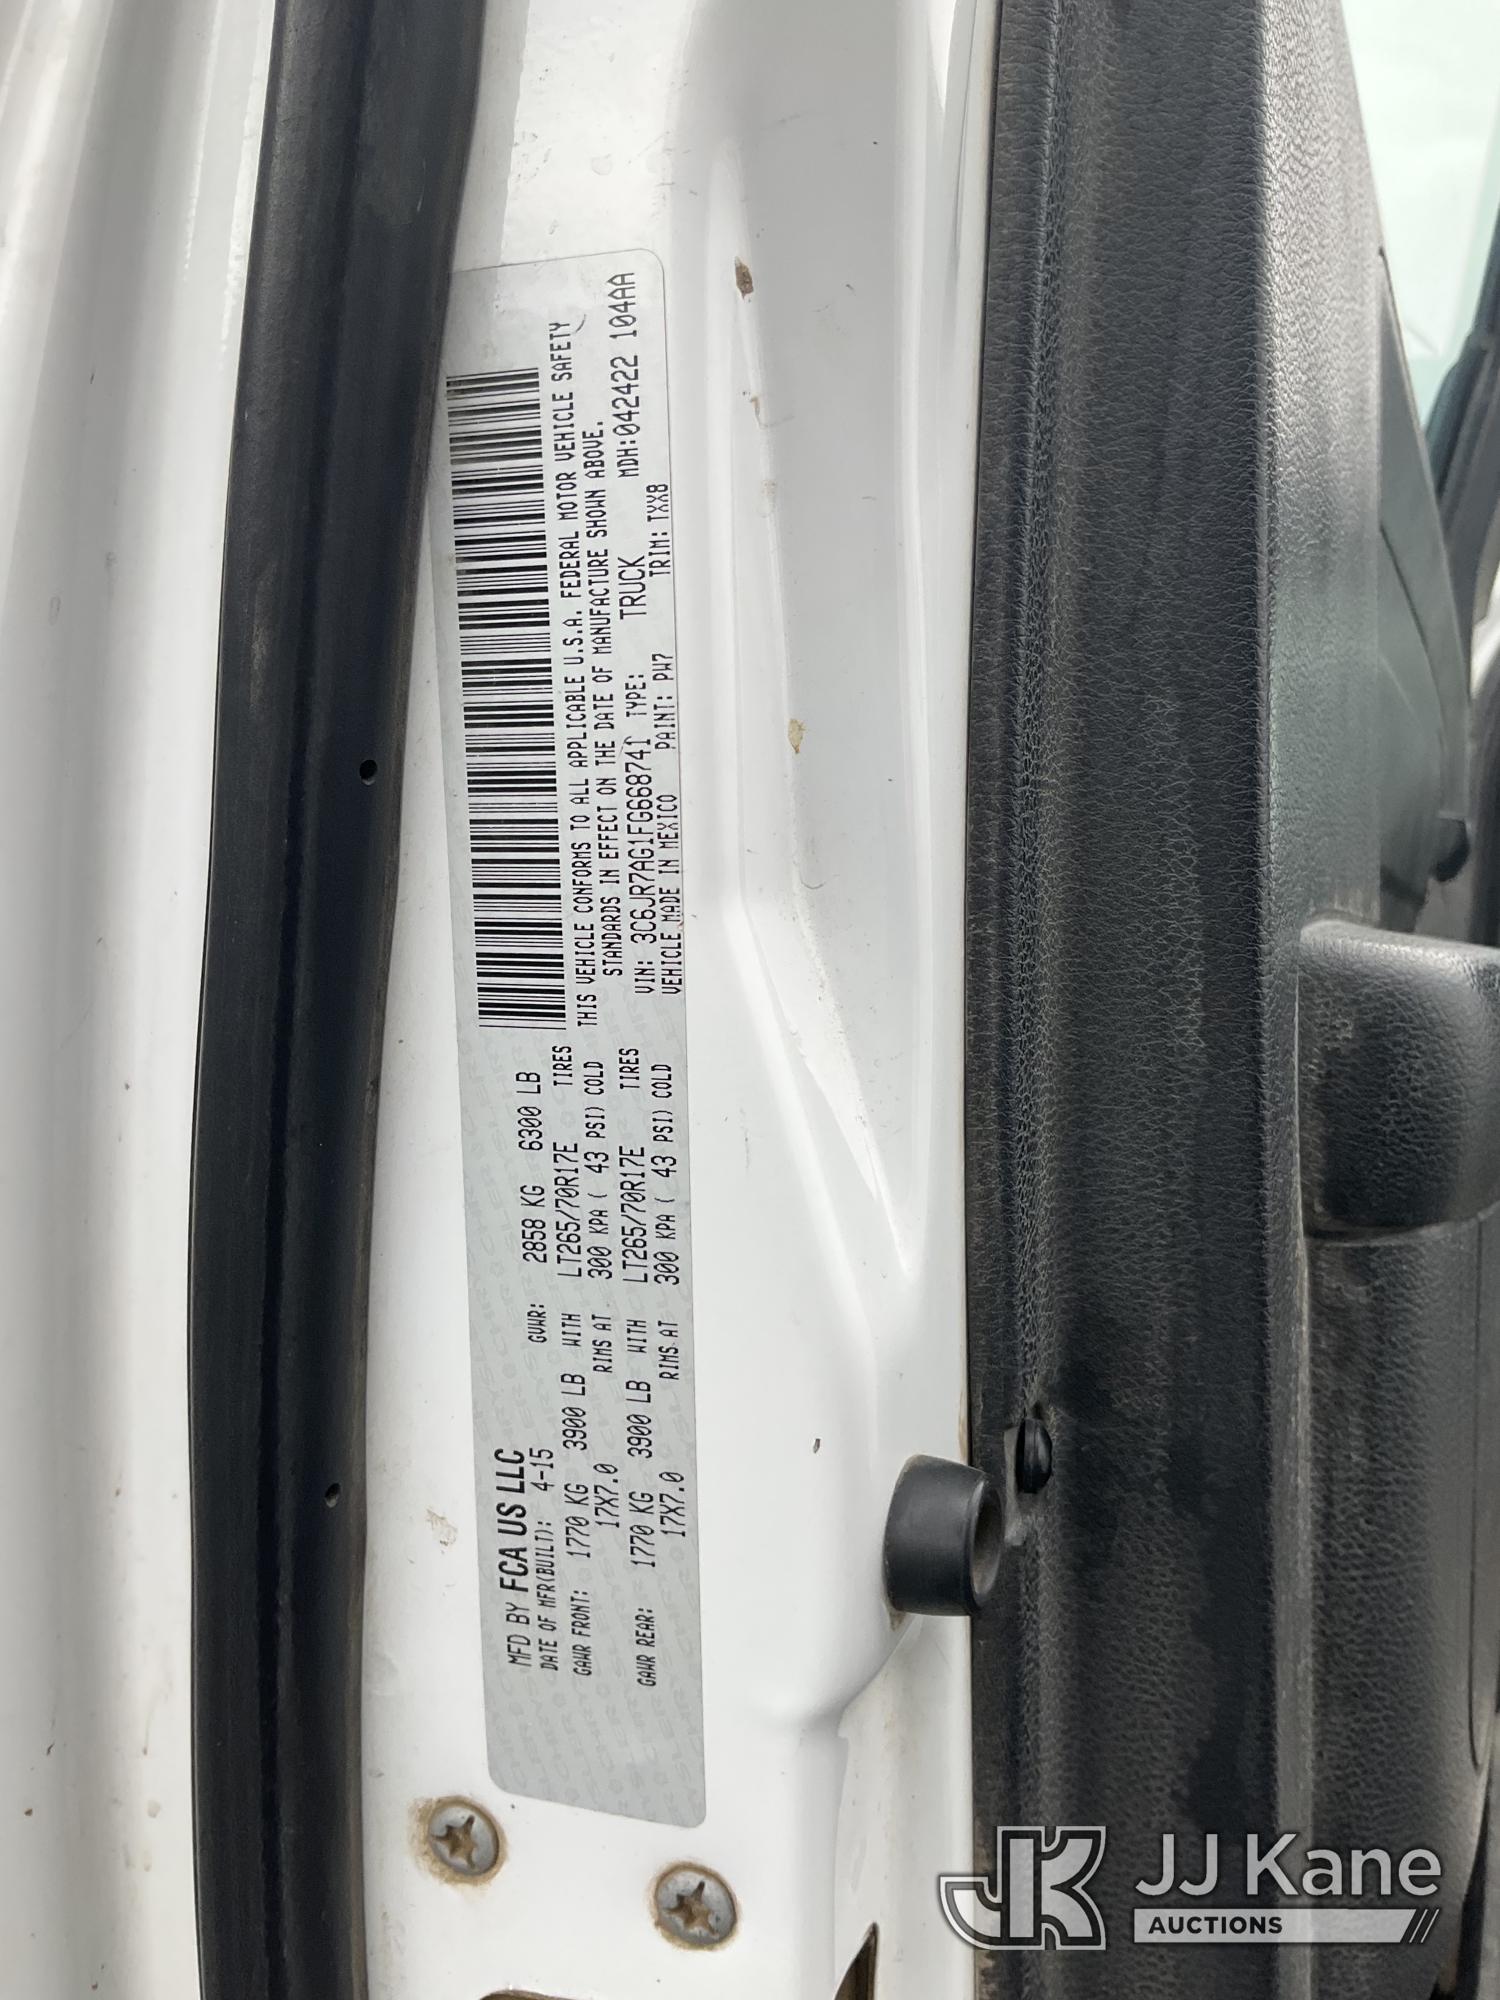 MFD BY FCA US LLC
DATE OF MFR(BUILT): 4-15 GVWR: 2858 KG 6300 LB
GAWR FRONT: 1770 KG 3900 LB WITH LT265/70R17E TIRES
17X7.0 RIMS AT 300 KPA ( 43 PSI) COLD
GAWR REAR: 1770 KG 3900 LB WITH LT265/70R17E TIRES
17X7.0 RIMS AT 300 KPA ( 43 PSI) COLD
THIS VEHICLE CONFORMS TO ALL APPLICABLE U.S.A. FEDERAL MOTOR VEHICLE SAFETY
STANDARDS IN EFFECT ON THE DATE OF MANUFACTURE SHOWN ABOVE.
VIN: 3C6JR7AG1FG668741 TYPE: TRUCK MDH:042422 104AA
VEHICLE MADE IN MEXICO PAINT: PW7 TRIM: TXX8
JK JJ Kane
AUCTIONS